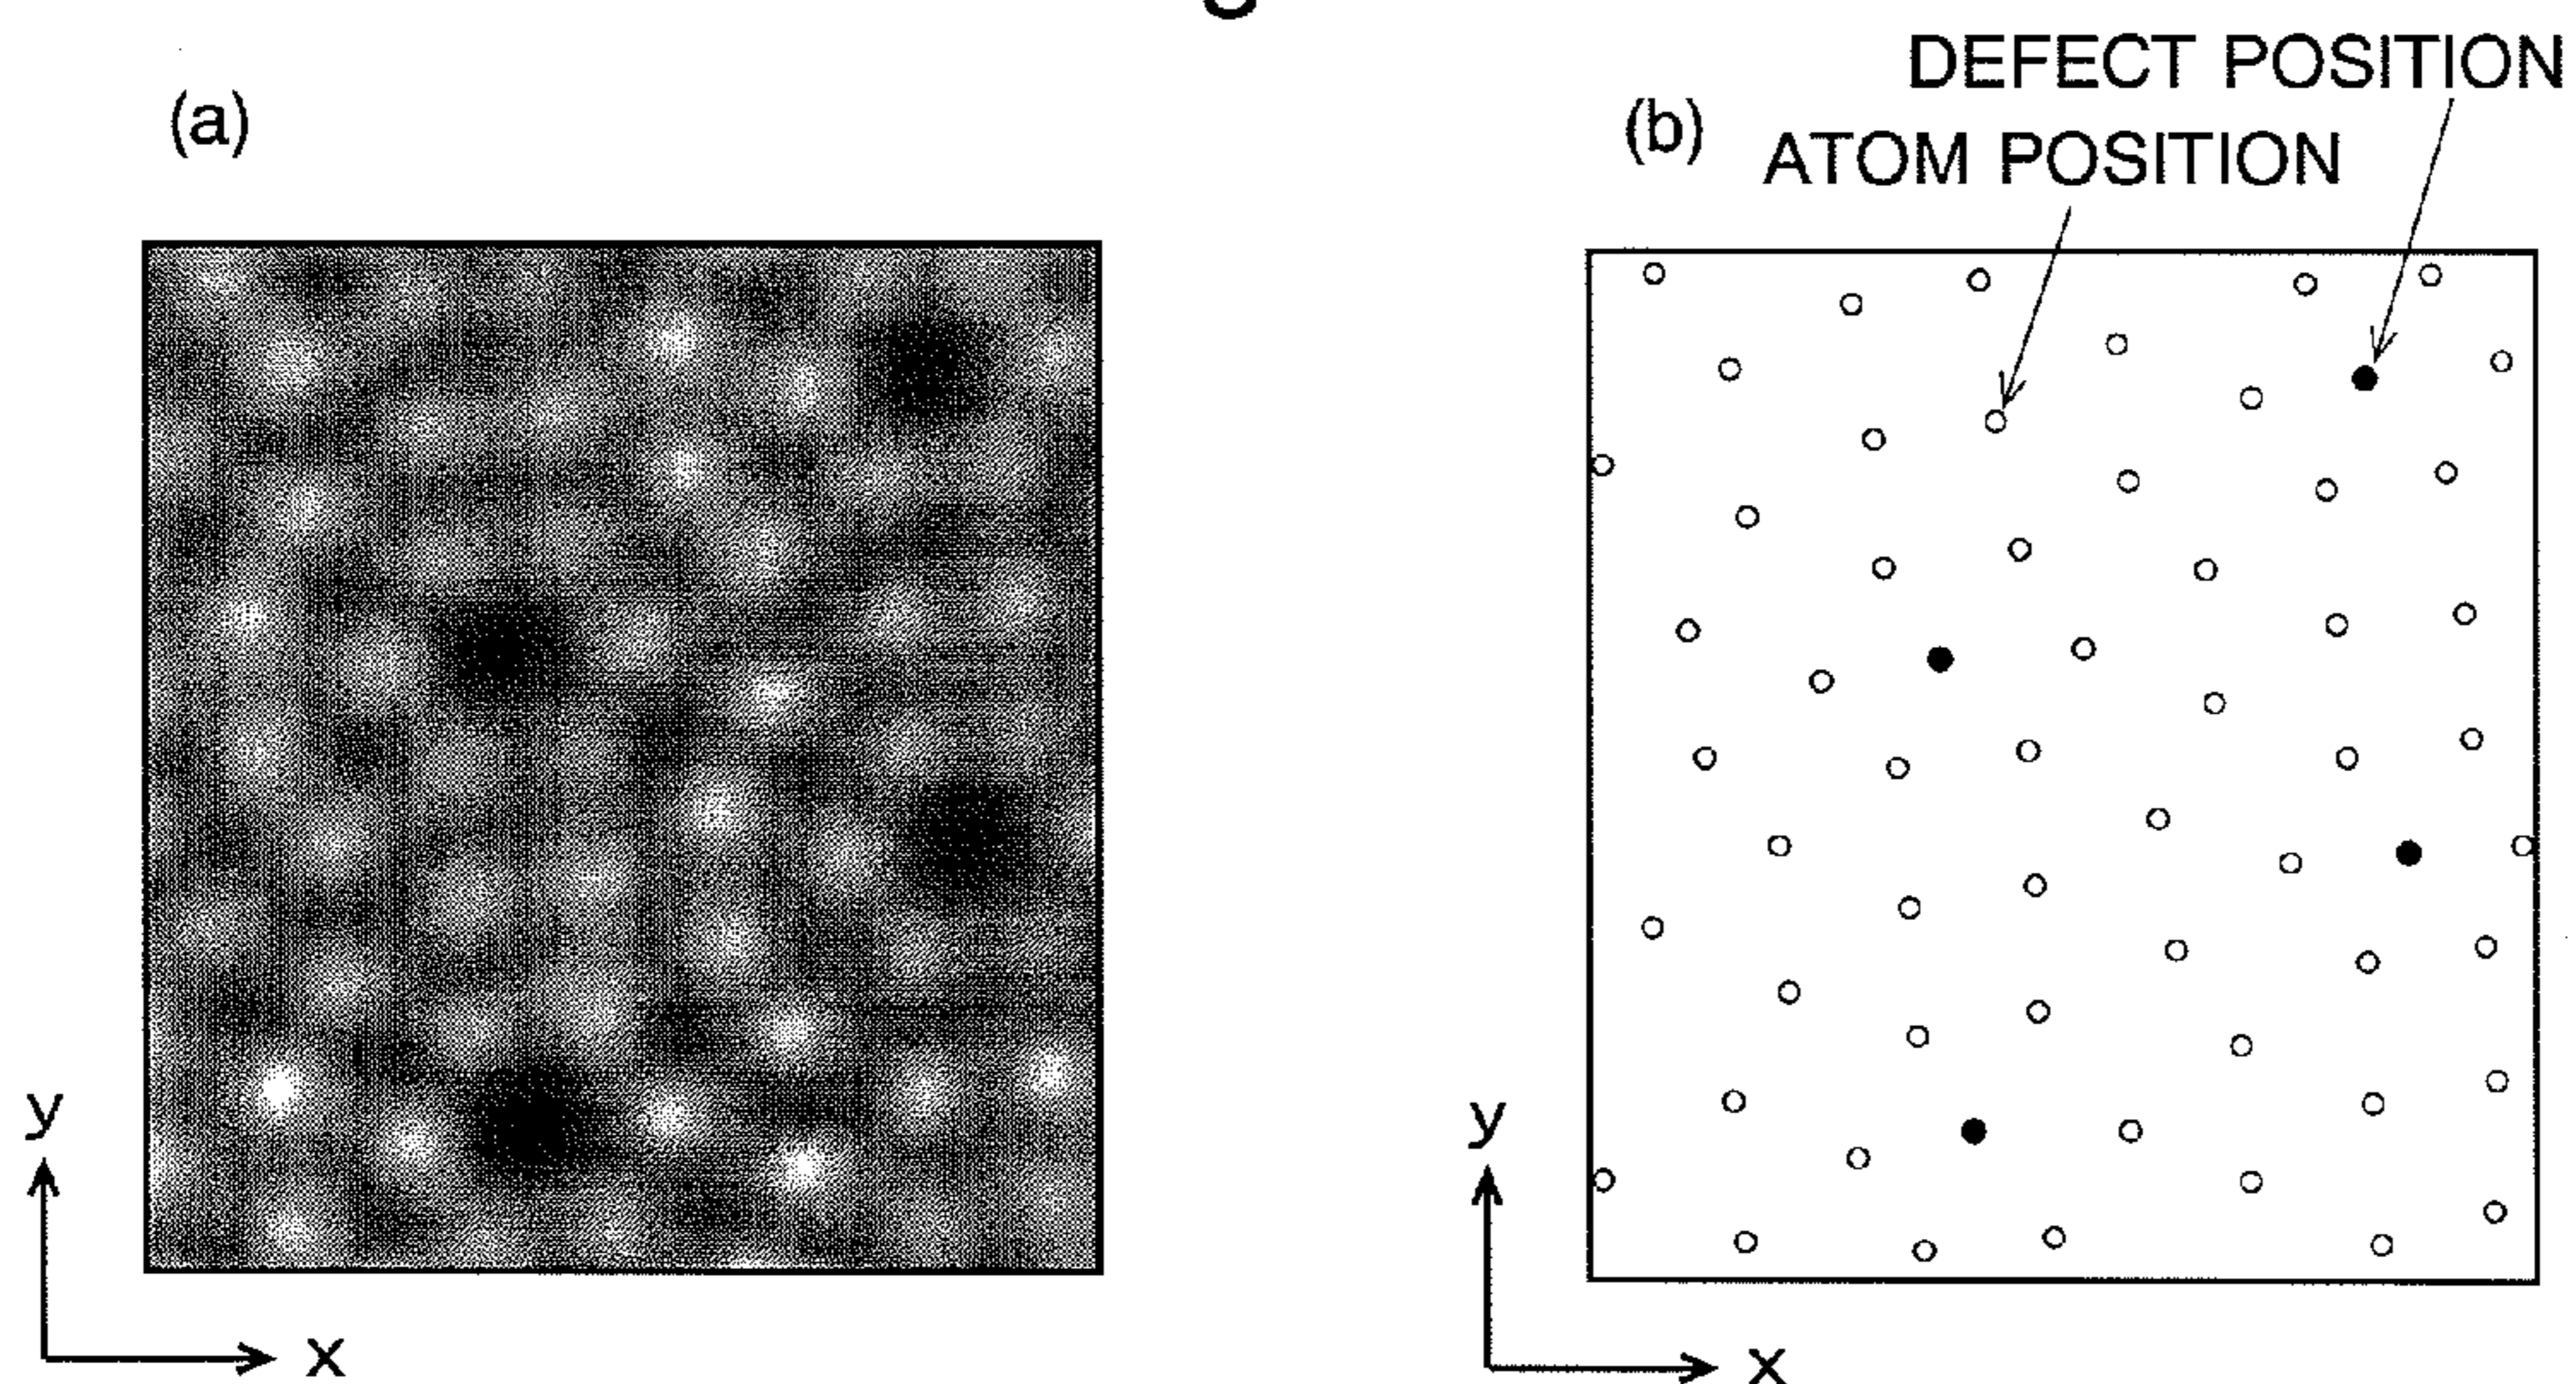 DEFECT POSITION
(a)
(b)
ATOM POSITION
y
x
y
x